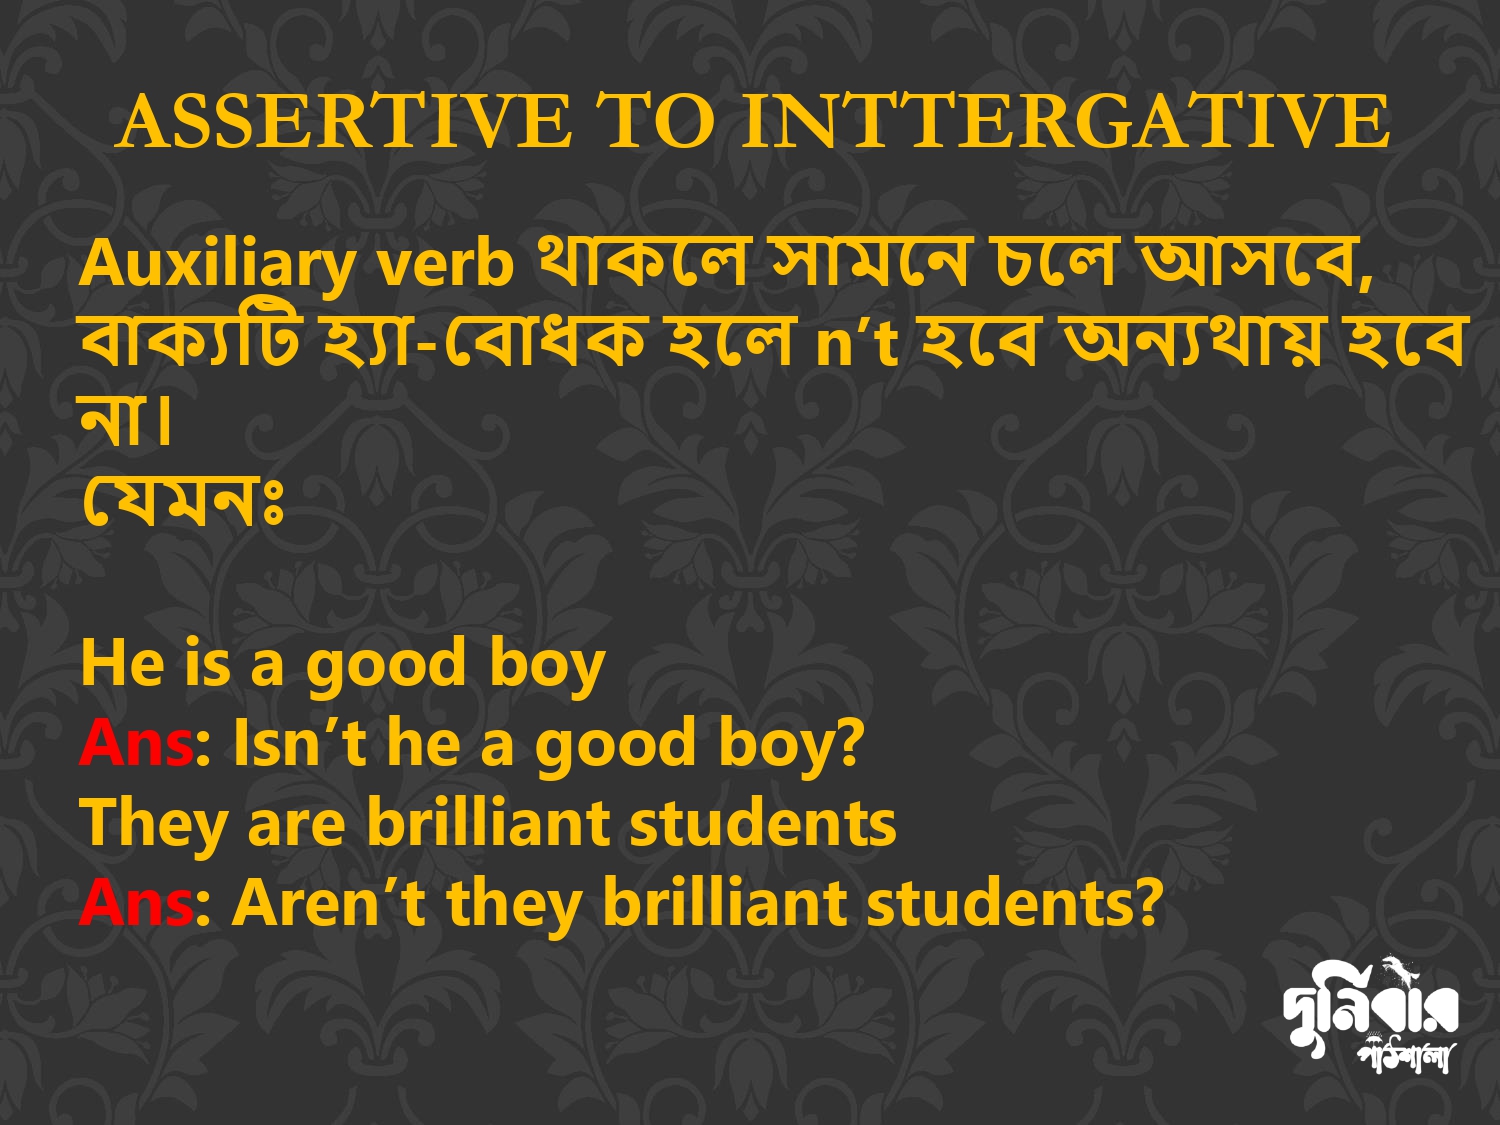 ASSERTIVE TO INTTERGATIVE
Auxiliary verb থাকলে সামনে চলে আসবে,
বাক্যটি হ্যা-বোধক হলে n’t হবে অন্যথায় হবে
না।
যেমনঃ
He is a good boy
Ans: Isn’t he a good boy?
They are brilliant students
Ans: Aren’t they brilliant students?
দুর্নিবার
পাঠশালা